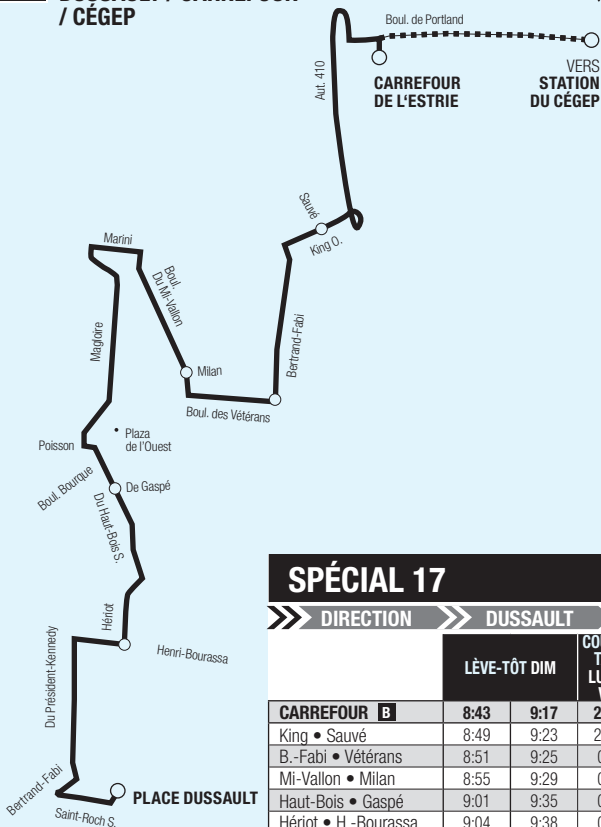 / CÉGEP
Boul. de Portland
Aut. 410
CARREFOUR
DE L'ESTRIE
VERS
STATION
DU CÉGEP
Sauvé
King O.
Marini
Boul.
Du Mi-Vallon
Magloire
Bertrand-Fabi
Milan
Boul. des Vétérans
Plaza
de l'Ouest
Poisson
Boul. Bourque
De Gaspé
Du Haut-Bois S.
Hériot
Henri-Bourassa
Du Président-Kennedy
Bertrand-Fabi
PLACE DUSSAULT
Saint-Roch S.
SPÉCIAL 17
DIRECTION DUSSAULT
LÈVE-TÔT DIM
CARREFOUR B 8:43 9:17
King • Sauvé 8:49 9:23
B.-Fabi • Vétérans 8:51 9:25
Mi-Vallon • Milan 8:55 9:29
Haut-Bois • Gaspé 9:01 9:35
Hériot • H.-Bourassa 9:04 9:38